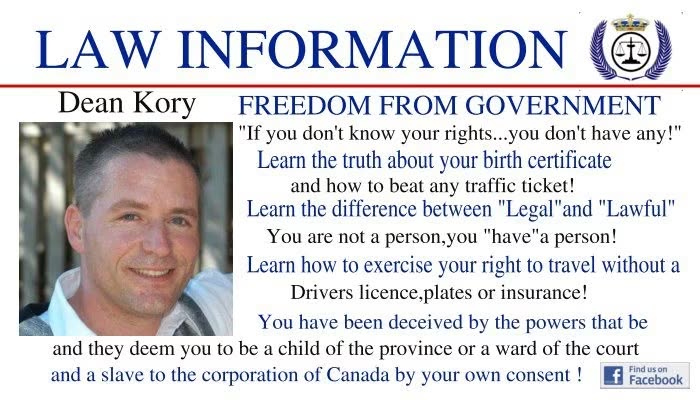 LAW INFORMATION
Dean Kory
FREEDOM FROM GOVERNMENT
"If you don't know your rights...you don't have any!"
Learn the truth about your birth certificate
and how to beat any traffic ticket!
Learn the difference between "Legal"and "Lawful"
You are not a person,you "have"a person!
Learn how to exercise your right to travel without a
Drivers licence,plates or insurance!
You have been deceived by the powers that be
and they deem you to be a child of the province or a ward of the court
and a slave to the corporation of Canada by your own consent !
Find us on
Facebook